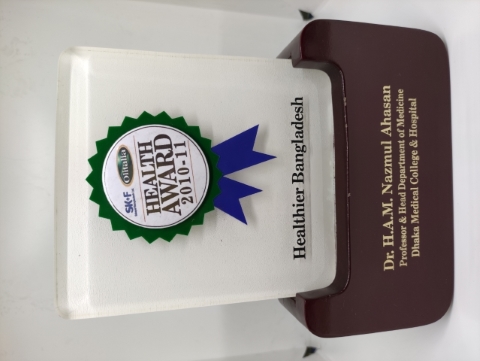 SK+F
Ofilmilk
HEALTH
AWARD
2010-11
Healthier Bangladesh
Dr. H.A.M. Nazmul Ahasan
Professor & Head Department of Medicine
Dhaka Medical College & Hospital